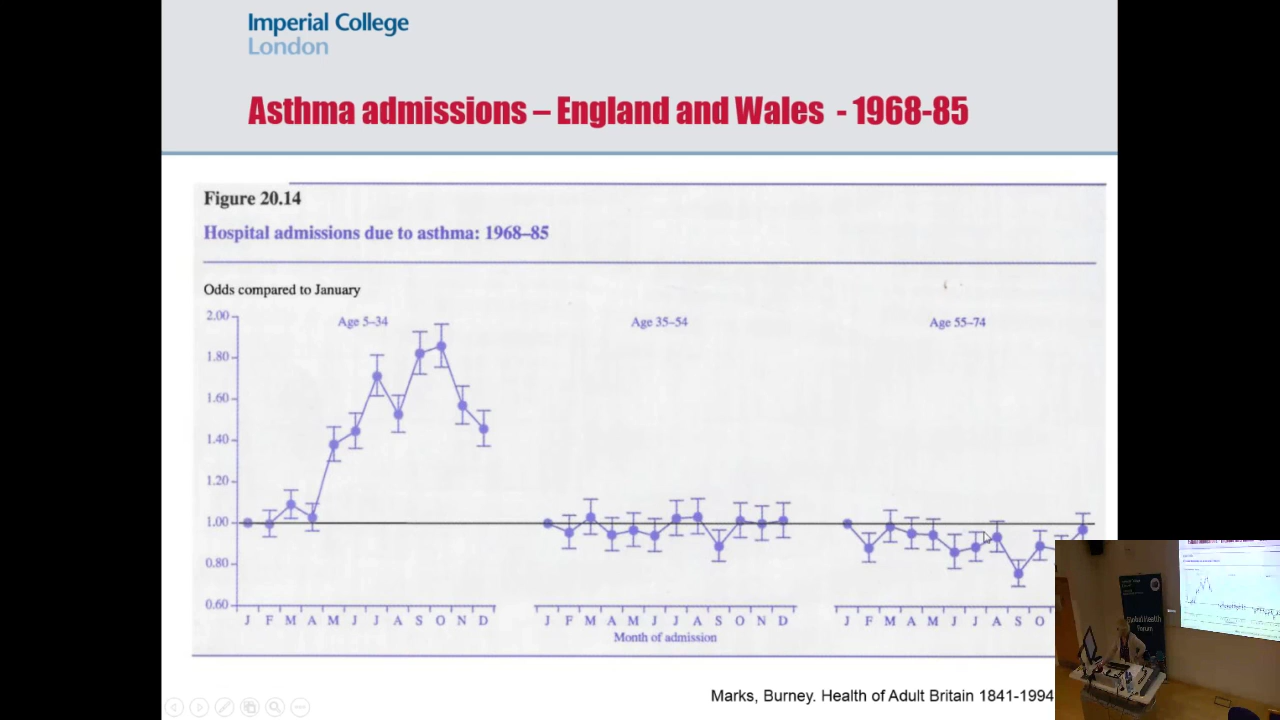 Imperial College
London
Asthma admissions – England and Wales - 1968-85
Figure 20.14
Hospital admissions due to asthma: 1968–85
Odds compared to January
Age 5–34
Age 35–54
Age 55–74
2.00
1.80
1.60
1.40
1.20
1.00
0.80
0.60
J F M A M J J A S O N D
J F M A M J J A S O N D
J F M A M J J A S O
Month of admission
Marks, Burney. Health of Adult Britain 1841-1994
Imperial College
Forum